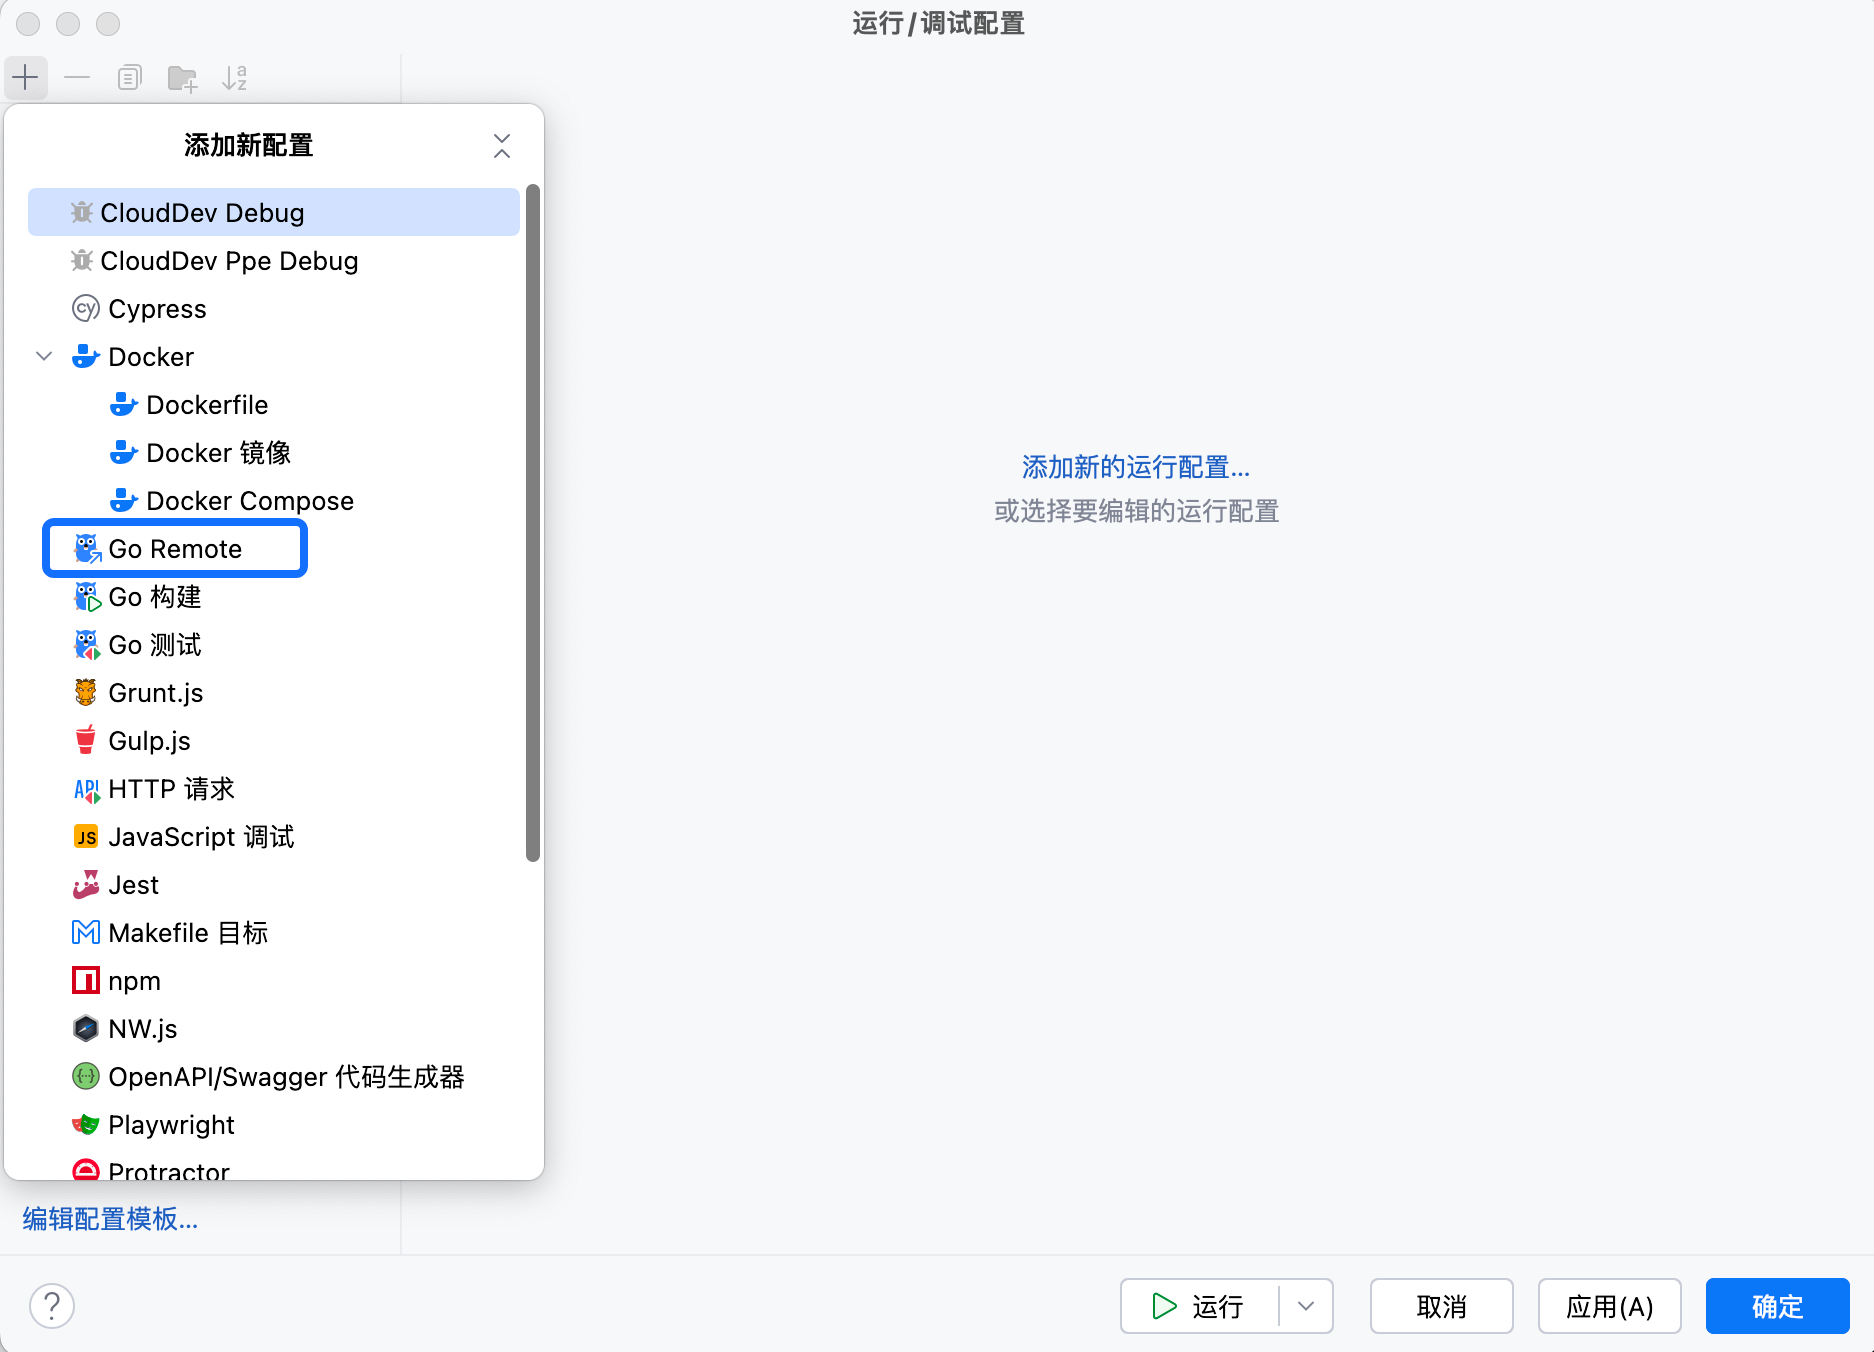 运行/调试配置
添加新配置
CloudDev Debug
CloudDev Ppe Debug
Cypress
Docker
Dockerfile
Docker 镜像
Docker Compose
Go Remote
Go 构建
Go 测试
Grunt.js
Gulp.js
HTTP 请求
JavaScript 调试
Jest
Makefile 目标
npm
NW.js
OpenAPI/Swagger 代码生成器
Playwright
Protractor
添加新的运行配置...
或选择要编辑的运行配置
编辑配置模板...
? 运行 取消 应用(A) 确定